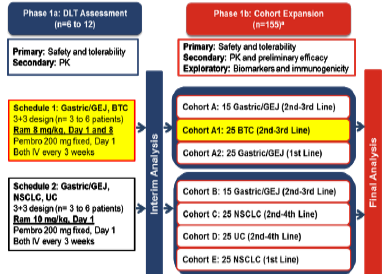 Phase 1a: DLT Assessment
(n=6 to 12)
Primary: Safety and tolerability
Secondary: PK
Schedule 1: Gastric/GEJ, BTC
3+3 design (n= 3 to 6 patients)
Ram 8 mg/kg, Day 1 and 8
Pembro 200 mg fixed, Day 1
Both IV every 3 weeks
Schedule 2: Gastric/GEJ,
NSCLC, UC
3+3 design (n= 3 to 6 patients)
Ram 10 mg/kg, Day 1
Pembro 200 mg fixed, Day 1
Both IV every 3 weeks
Interim Analysis
Phase 1b: Cohort Expansion
(n=155)ª
Primary: Safety and tolerability
Secondary: PK and preliminary efficacy
Exploratory: Biomarkers and immunogenicity
Cohort A: 15 Gastric/GEJ (2nd-3rd Line)
Cohort A1: 25 BTC (2nd-3rd Line)
Cohort A2: 25 Gastric/GEJ (1st Line)
Cohort B: 15 Gastric/GEJ (2nd-3rd Line)
Cohort C: 25 NSCLC (2nd-4th Line)
Cohort D: 25 UC (2nd-4th Line)
Cohort E: 25 NSCLC (1st Line)
Final Analysis